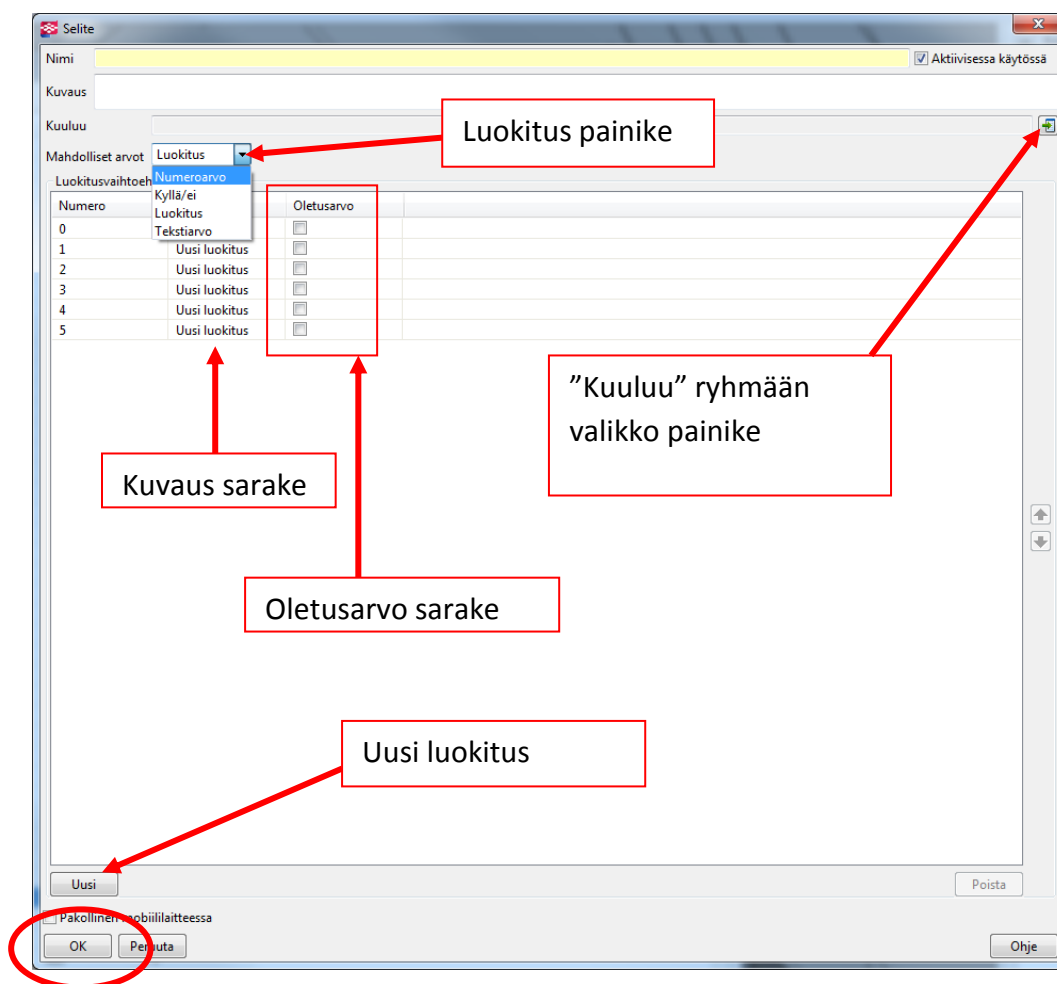 Selite
Nimi
Aktiivisessa käytössä
Kuvaus
Kuuluu
Luokitus painike
Mahdolliset arvot Luokitus
Numeroarvo
Kyllä/ei
Luokitus
Tekstiarvo
Numero Oletusarvo
0
1 Uusi luokitus
2 Uusi luokitus
3 Uusi luokitus
4 Uusi luokitus
5 Uusi luokitus
”Kuuluu” ryhmään
valikko painike
Kuvaus sarake
Oletusarvo sarake
Uusi luokitus
Uusi Poista
Pakollinen mobiililaitteessa
OK Peruuta Ohje